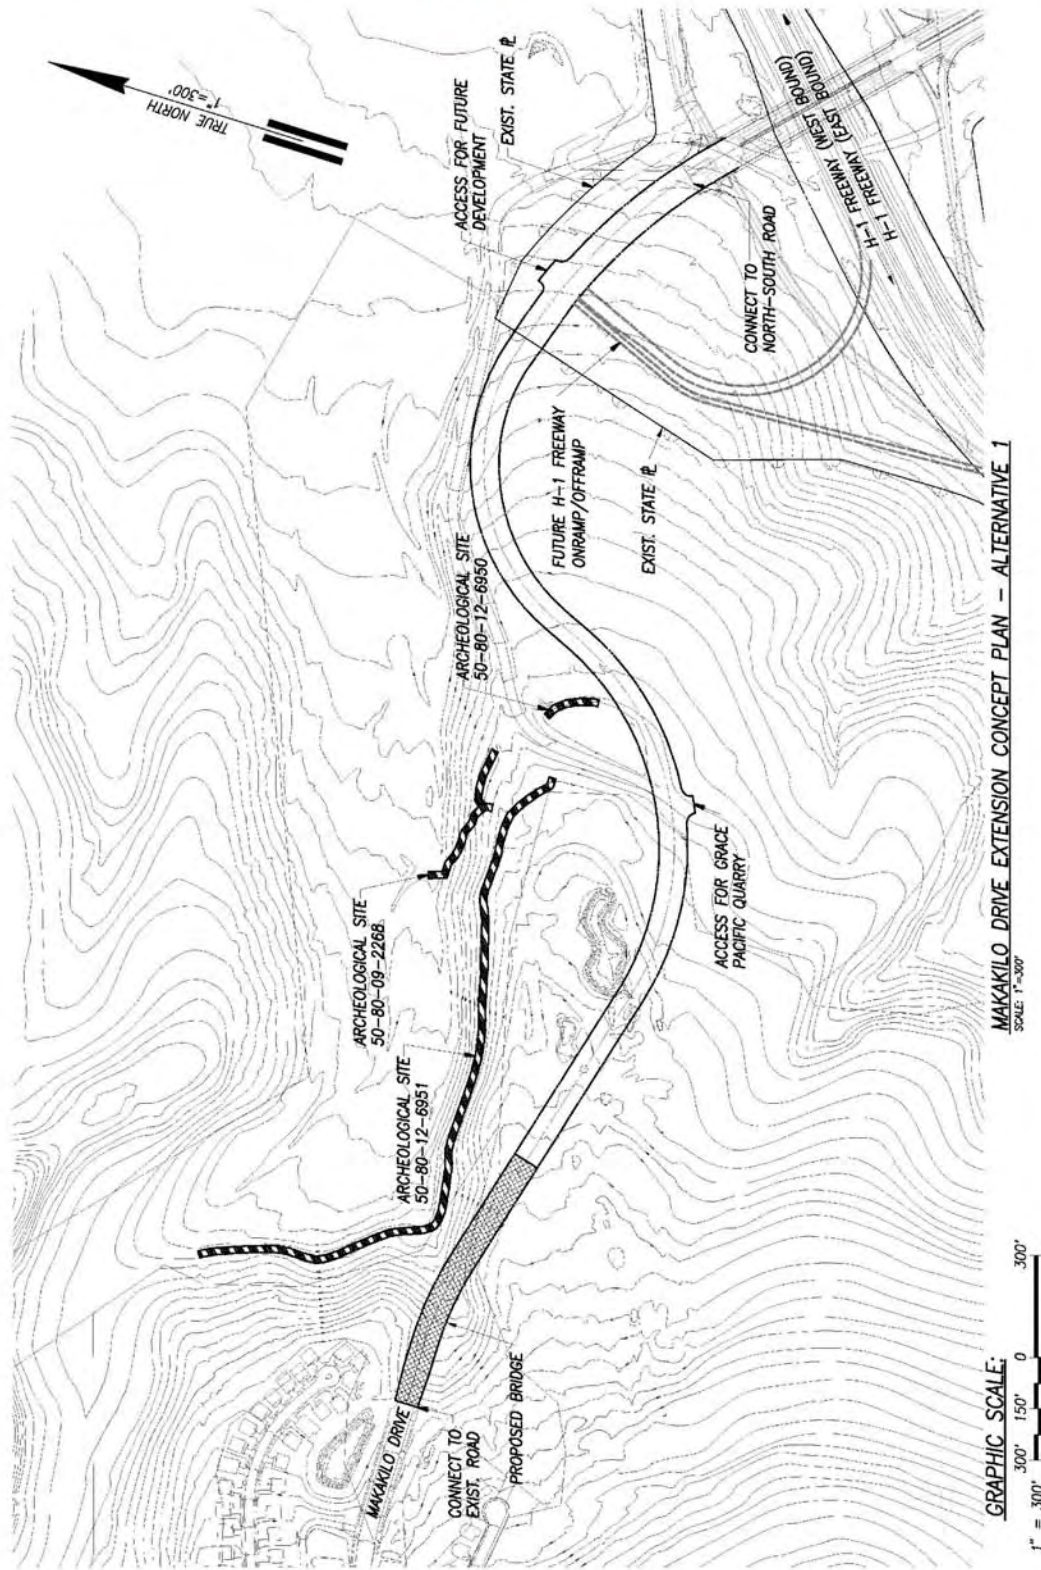 TRUE NORTH
1"=300'
ACCESS FOR FUTURE
DEVELOPMENT
EXIST. STATE ⅊
H-1 FREEWAY (WEST BOUND)
H-1 FREEWAY (EAST BOUND)
CONNECT TO
NORTH-SOUTH ROAD
FUTURE H-1 FREEWAY
ONRAMP/OFFRAMP
EXIST. STATE ⅊
ARCHEOLOGICAL SITE
50-80-12-6950
ARCHEOLOGICAL SITE
50-80-09-2268
ARCHEOLOGICAL SITE
50-80-12-6951
ACCESS FOR GRACE
PACIFIC QUARRY
MAKAKILO DRIVE
CONNECT TO
EXIST. ROAD
PROPOSED BRIDGE
MAKAKILO DRIVE EXTENSION CONCEPT PLAN - ALTERNATIVE 1
SCALE: 1"=300'
GRAPHIC SCALE:
300' 150' 0 300'
1" = 300'